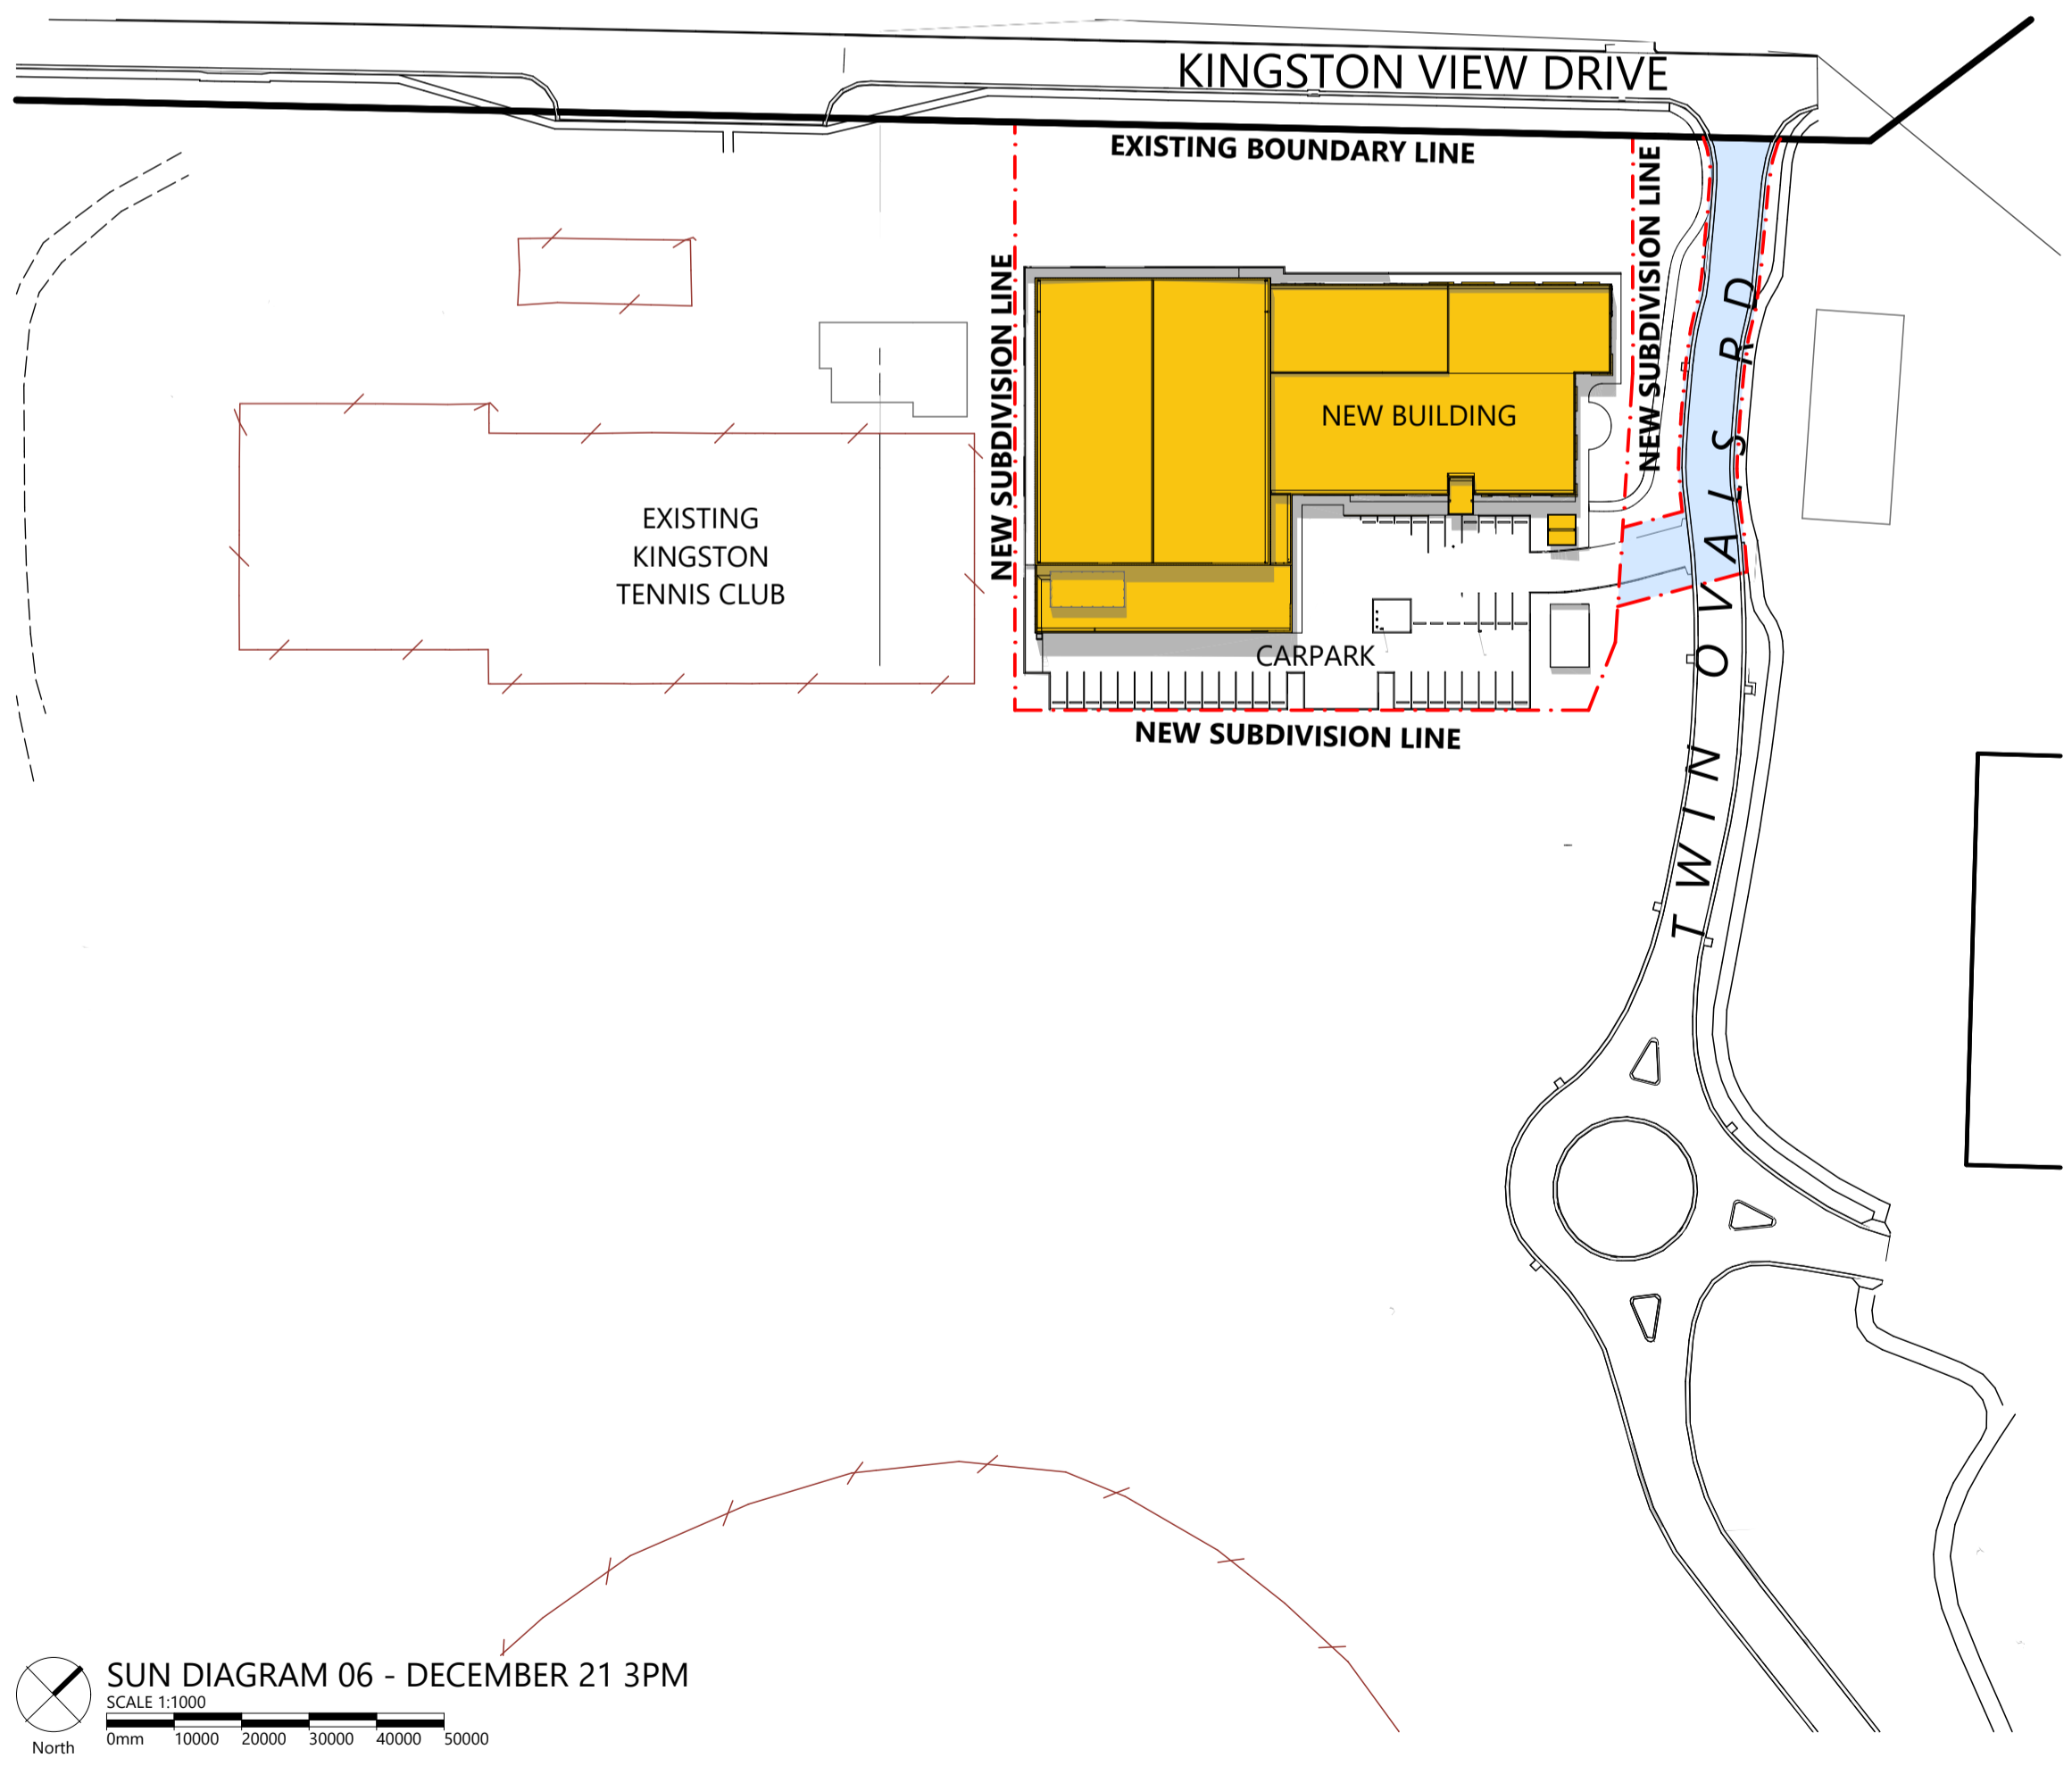 KINGSTON VIEW DRIVE
EXISTING BOUNDARY LINE
NEW SUBDIVISION LINE
NEW SUBDIVISION LINE
TWIN OVALS RD
NEW BUILDING
EXISTING
KINGSTON
TENNIS CLUB
CARPARK
NEW SUBDIVISION LINE
SUN DIAGRAM 06 - DECEMBER 21 3PM
SCALE 1:1000
0mm 10000 20000 30000 40000 50000
North